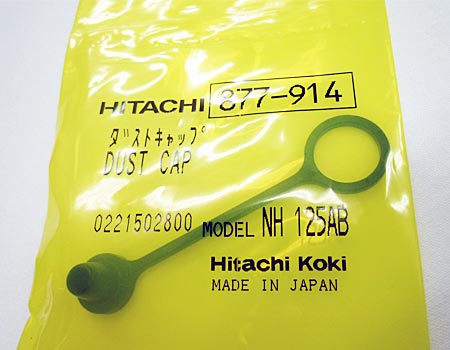 HITACHI 877-914
ダストキャップ
DUST CAP
0221502800 MODEL NH 125AB
Hitachi Koki
MADE IN JAPAN